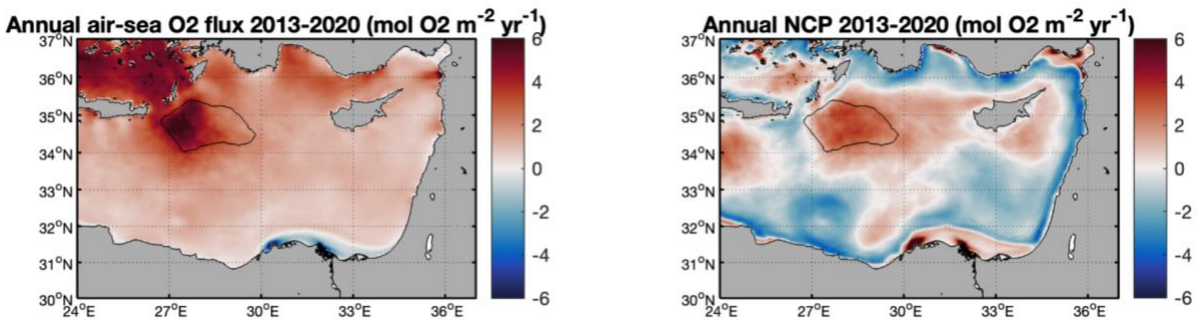 Annual air-sea O2 flux 2013-2020 (mol O2 m⁻² yr⁻¹)
37°N
36°N
35°N
34°N
33°N
32°N
31°N
30°N
24°E 27°E 30°E 33°E 36°E
6
4
2
0
-2
-4
-6
Annual NCP 2013-2020 (mol O2 m⁻² yr⁻¹)
37°N
36°N
35°N
34°N
33°N
32°N
31°N
30°N
24°E 27°E 30°E 33°E 36°E
6
4
2
0
-2
-4
-6